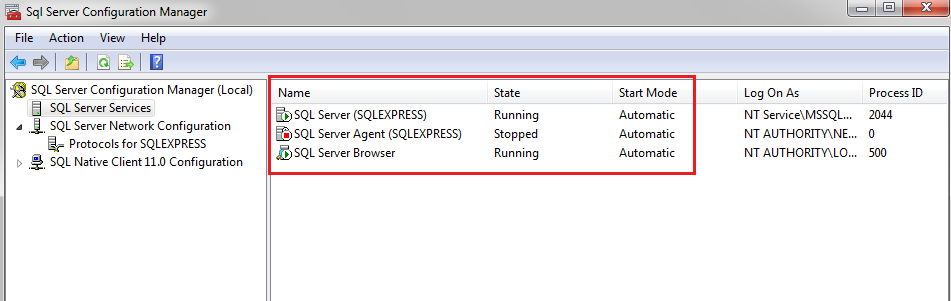 Sql Server Configuration Manager
File Action View Help
SQL Server Configuration Manager (Local)
SQL Server Services
SQL Server Network Configuration
Protocols for SQLEXPRESS
SQL Native Client 11.0 Configuration
Name State Start Mode Log On As Process ID
SQL Server (SQLEXPRESS) Running Automatic NT Service\MSSQL... 2044
SQL Server Agent (SQLEXPRESS) Stopped Automatic NT AUTHORITY\NE... 0
SQL Server Browser Running Automatic NT AUTHORITY\LO... 500